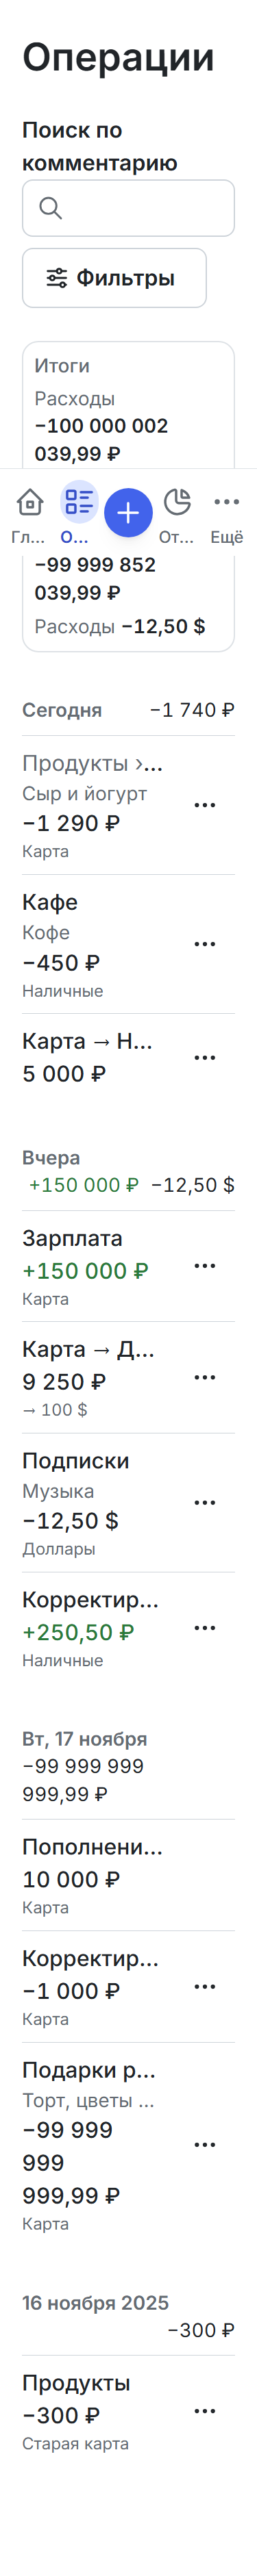 Операции
Поиск по
комментарию
Фильтры
Итоги
Расходы
−100 000 002
039,99 ₽
Гл...
О...
От...
Ещё
−99 999 852
039,99 ₽
Расходы −12,50 $
Сегодня −1 740 ₽
Продукты ›...
Сыр и йогурт
−1 290 ₽
Карта
Кафе
Кофе
−450 ₽
Наличные
Карта → Н...
5 000 ₽
Вчера
+150 000 ₽ −12,50 $
Зарплата
+150 000 ₽
Карта
Карта → Д...
9 250 ₽
→ 100 $
Подписки
Музыка
−12,50 $
Доллары
Корректир...
+250,50 ₽
Наличные
Вт, 17 ноября
−99 999 999
999,99 ₽
Пополнени...
10 000 ₽
Карта
Корректир...
−1 000 ₽
Карта
Подарки р...
Торт, цветы ...
−99 999
999
999,99 ₽
Карта
16 ноября 2025
−300 ₽
Продукты
−300 ₽
Старая карта